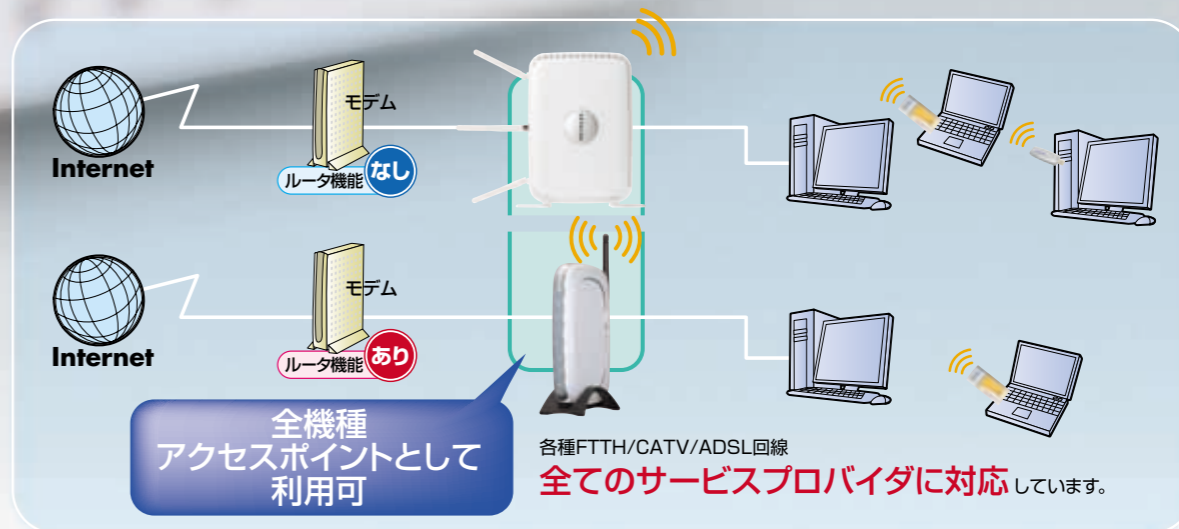 モデム
Internet
ルータ機能 なし
モデム
Internet
ルータ機能 あり
全機種
アクセスポイントとして
利用可
各種FTTH/CATV/ADSL回線
全てのサービスプロバイダに対応しています。